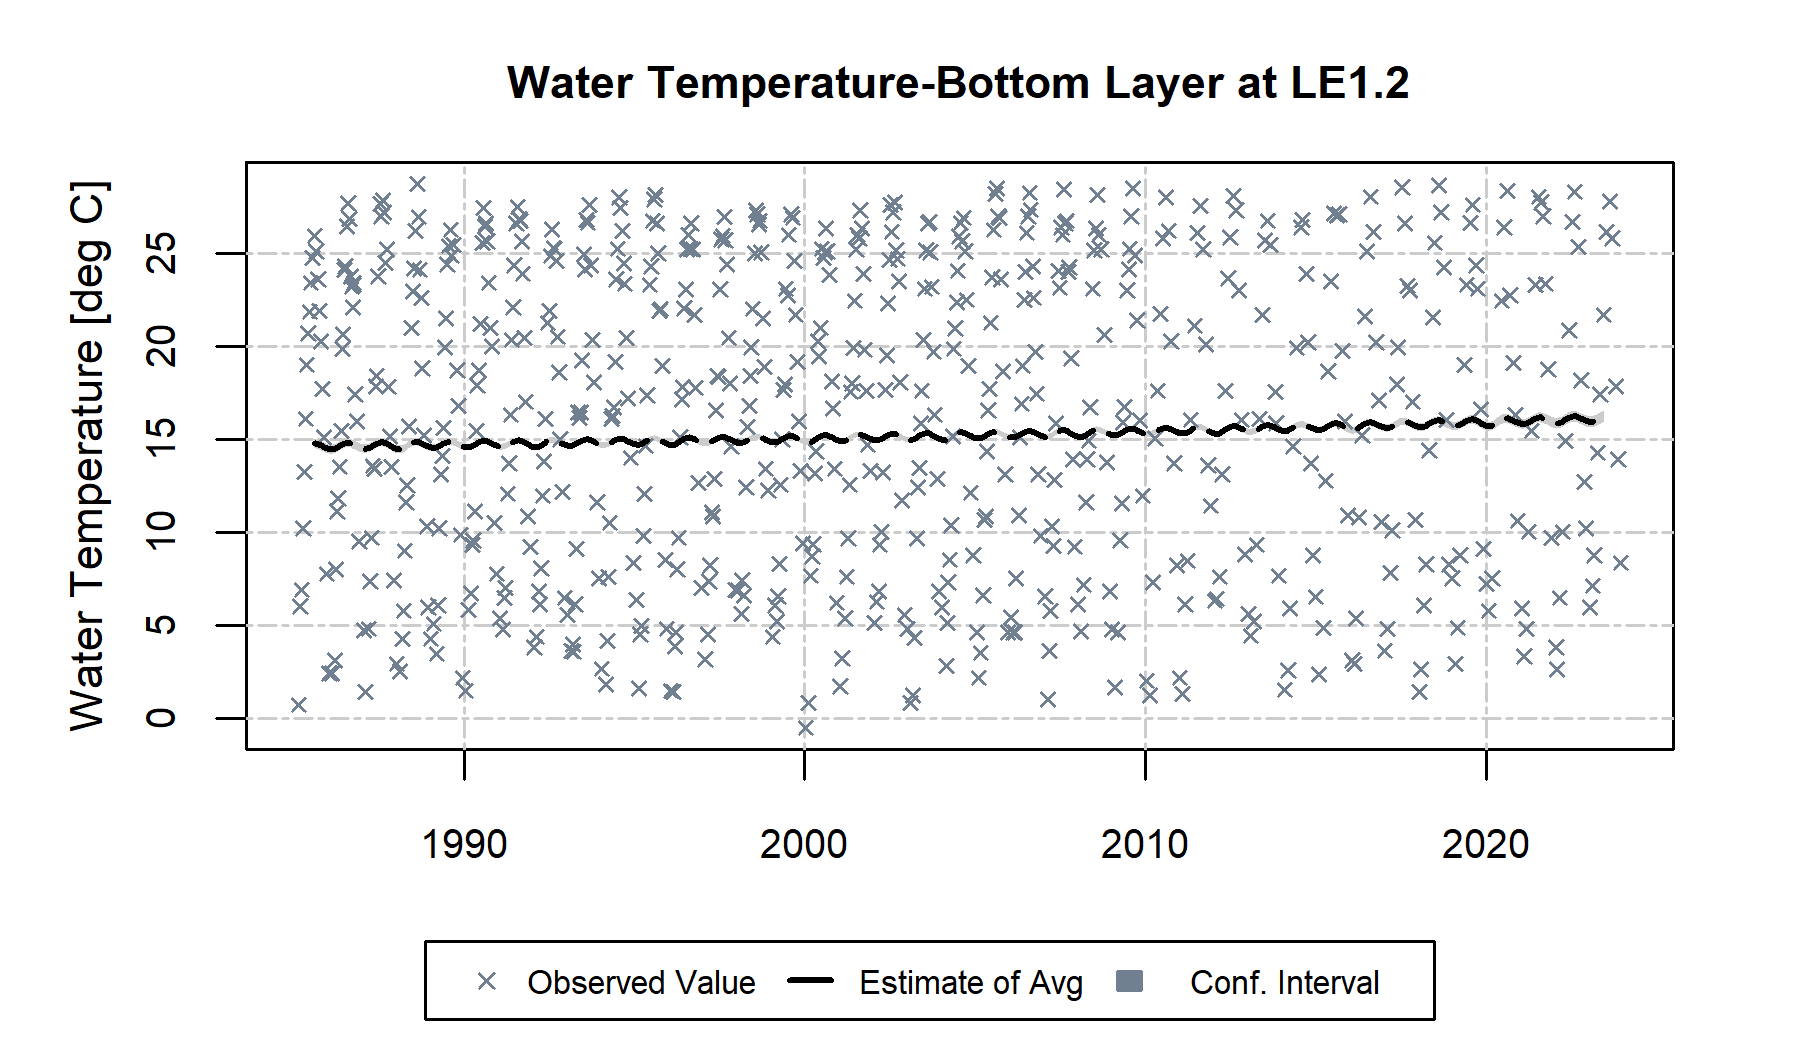 Water Temperature-Bottom Layer at LE1.2
Water Temperature [deg C]
25
20
15
10
5
0
1990 2000 2010 2020
Observed Value Estimate of Avg Conf. Interval